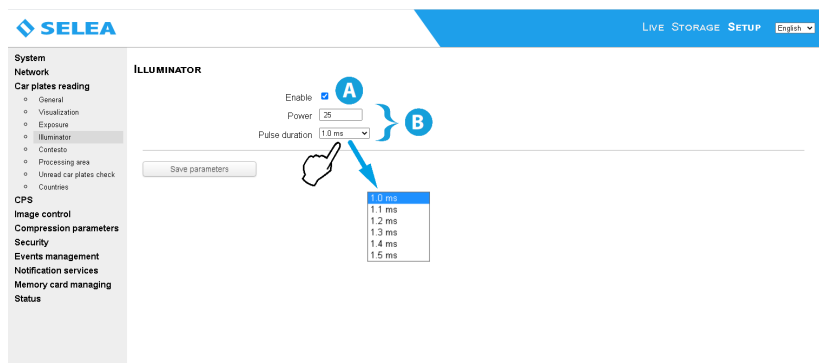 SELEA
LIVE STORAGE SETUP English
System
Network
Car plates reading
General
Visualization
Exposure
Illuminator
Contesto
Processing area
Unread car plates check
Countries
CPS
Image control
Compression parameters
Security
Events management
Notification services
Memory card managing
Status
ILLUMINATOR
Enable A
Power 25
B
Pulse duration 1.0 ms
Save parameters
1.0 ms
1.1 ms
1.2 ms
1.3 ms
1.4 ms
1.5 ms